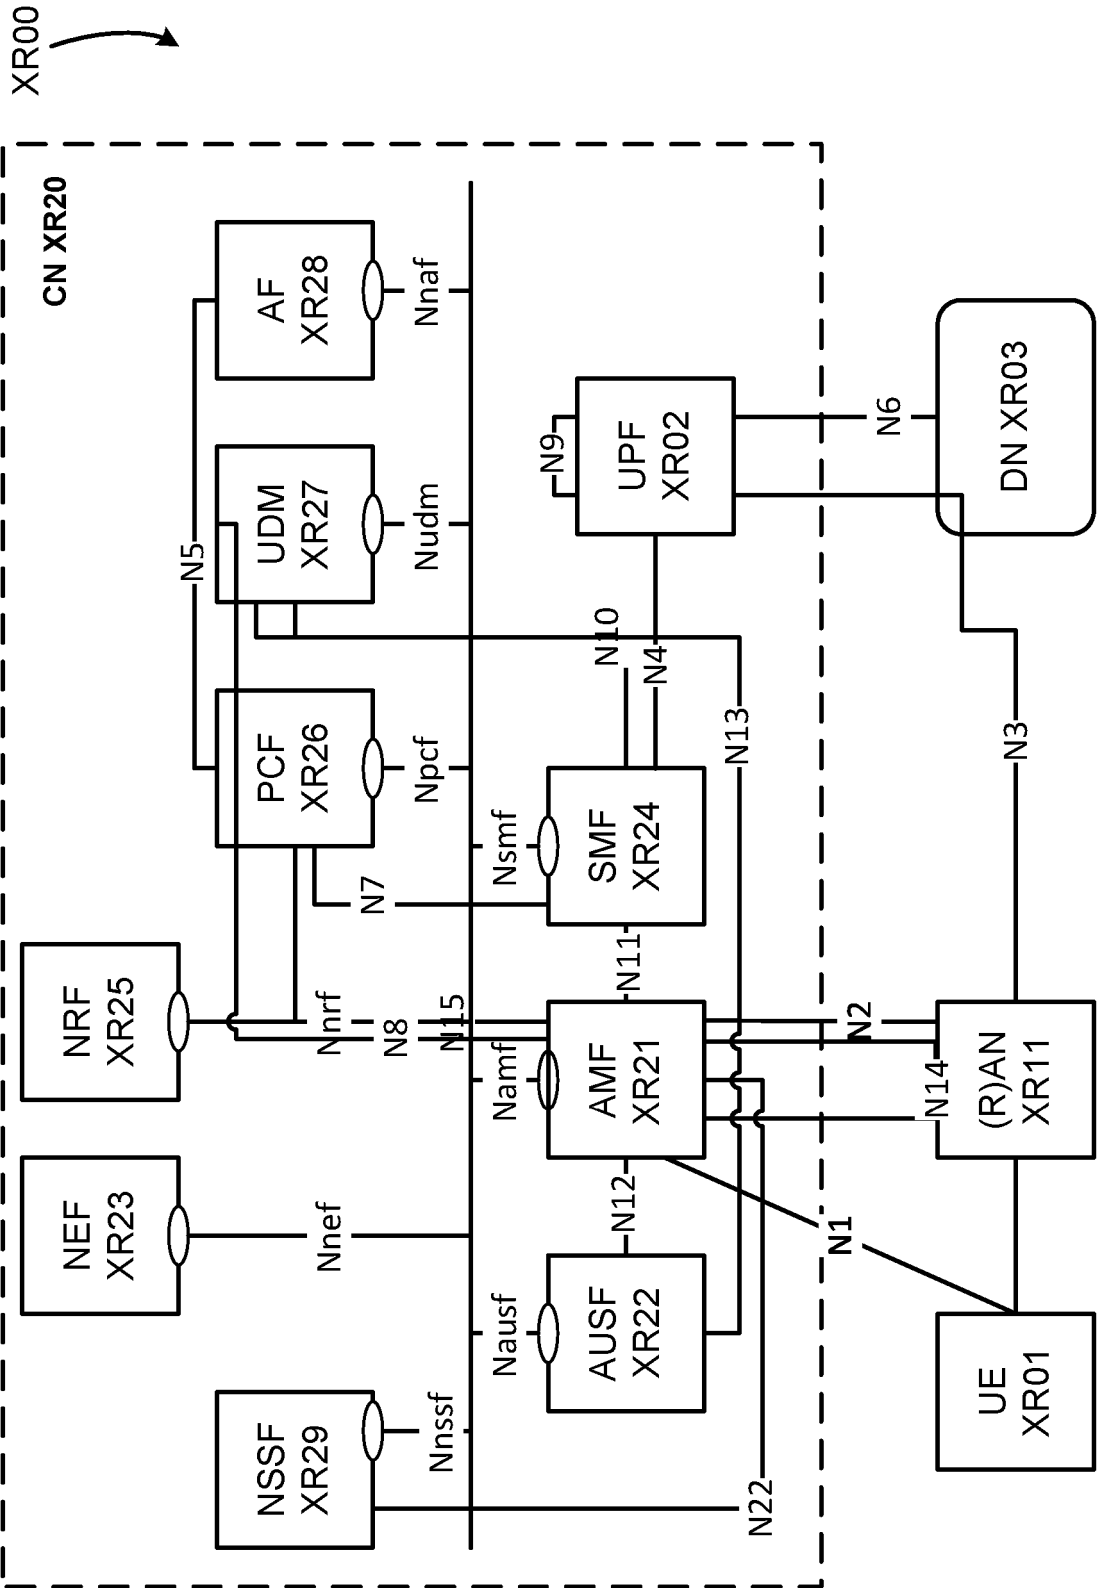 XR00
CN XR20
NSSF
XR29
NEF
XR23
NRF
XR25
PCF
XR26
UDM
XR27
AF
XR28
N5
N7
Nnssf
Nnef
Nnrf
N8
N15
Npcf
Nudm
Nnaf
Nausf
Namf
Nsmf
AUSF
XR22
N12
AMF
XR21
N11
SMF
XR24
N10
N4
N9
UPF
XR02
N13
N22
N1
N2
N14
N6
N3
UE
XR01
(R)AN
XR11
DN XR03